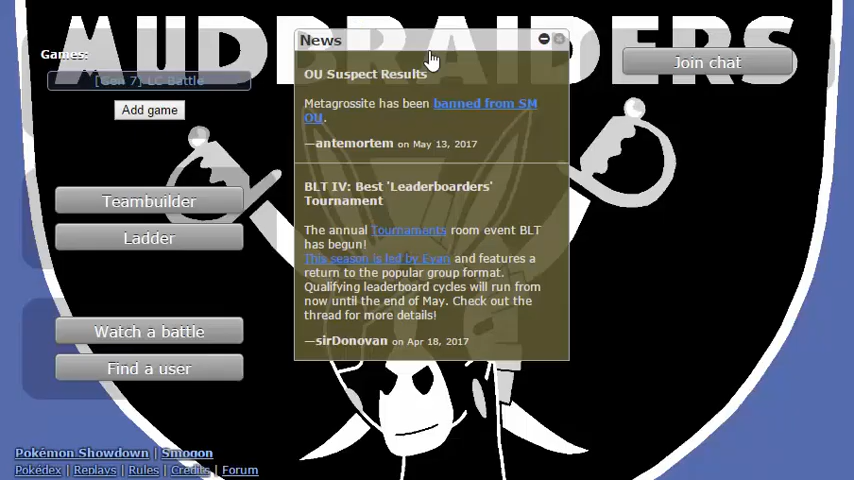 MUDBRAIDERS
Games:
[Gen 7] LC Battle
Add game
Teambuilder
Ladder
Watch a battle
Find a user
News
OU Suspect Results
Metagrossite has been banned from SM
OU.
—antemortem on May 13, 2017
BLT IV: Best 'Leaderboarders'
Tournament
The annual Tournaments room event BLT
has begun!
This season is led by Eyan and features a
return to the popular group format.
Qualifying leaderboard cycles will run from
now until the end of May. Check out the
thread for more details!
—sirDonovan on Apr 18, 2017
Join chat
Pokémon Showdown | Smogon
Pokédex | Replays | Rules | Credits | Forum